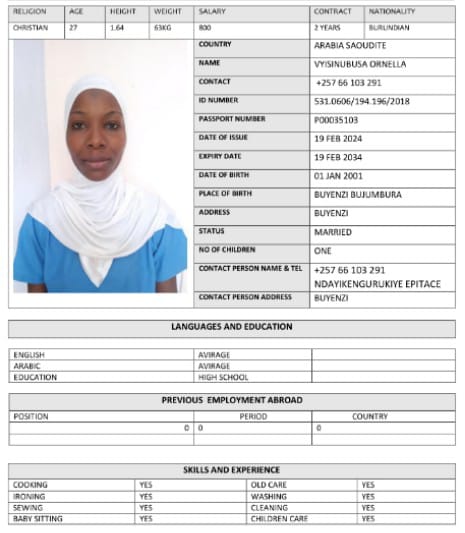 RELIGION AGE HEIGHT WEIGHT SALARY CONTRACT NATIONALITY
CHRISTIAN 27 1.64 63KG 800 2 YEARS BURUNDIAN
COUNTRY ARABIA SAOUDITE
NAME VYISINUBUSA ORNELLA
CONTACT +257 66 103 291
ID NUMBER 531.0606/194.196/2018
PASSPORT NUMBER P00035103
DATE OF ISSUE 19 FEB 2024
EXPIRY DATE 19 FEB 2034
DATE OF BIRTH 01 JAN 2001
PLACE OF BIRTH BUYENZI BUJUMBURA
ADDRESS BUYENZI
STATUS MARRIED
NO OF CHILDREN ONE
CONTACT PERSON NAME & TEL +257 66 103 291
NDAYIKENGURUKIYE EPITACE
CONTACT PERSON ADDRESS BUYENZI
LANGUAGES AND EDUCATION
ENGLISH AVIRAGE
ARABIC AVIRAGE
EDUCATION HIGH SCHOOL
PREVIOUS EMPLOYMENT ABROAD
POSITION PERIOD COUNTRY
0 0 0
SKILLS AND EXPERIENCE
COOKING YES OLD CARE YES
IRONING YES WASHING YES
SEWING YES CLEANING YES
BABY SITTING YES CHILDREN CARE YES